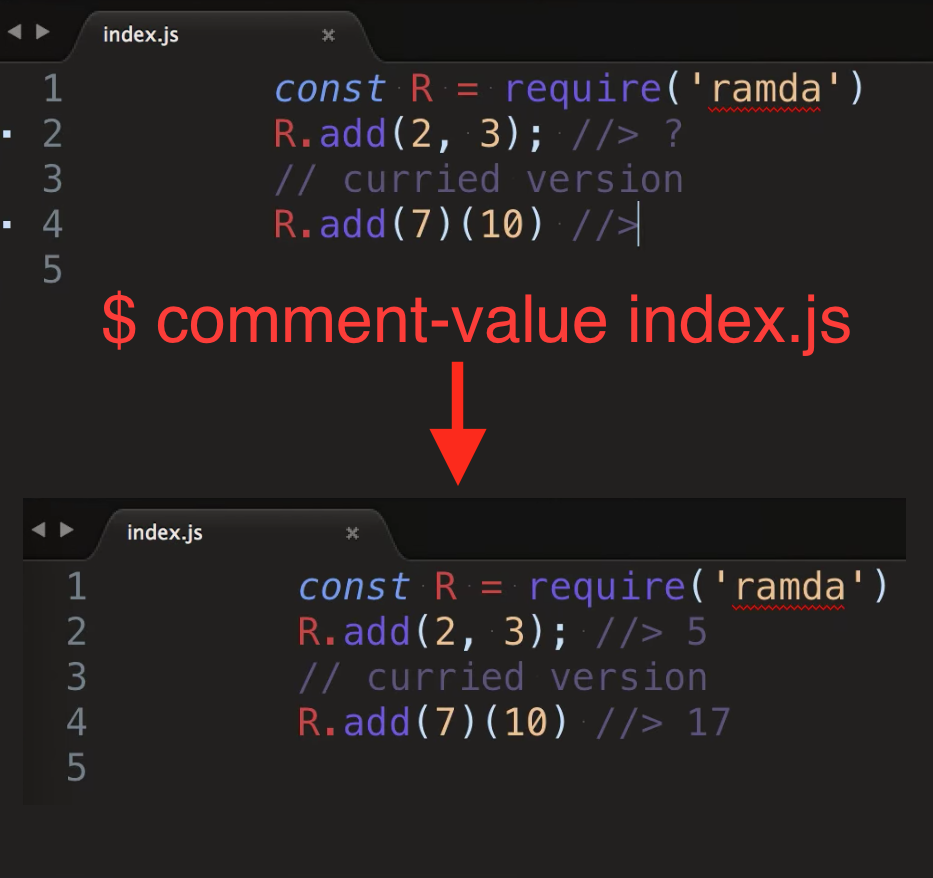 index.js
1 const R = require('ramda')
2 R.add(2, 3); //> ?
3 // curried version
4 R.add(7)(10) //>
5
$ comment-value index.js
index.js
1 const R = require('ramda')
2 R.add(2, 3); //> 5
3 // curried version
4 R.add(7)(10) //> 17
5